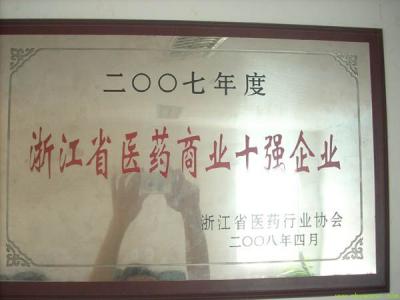 二〇〇七年度
浙江省医药商业十强企业
浙江省医药行业协会
二〇〇八年四月